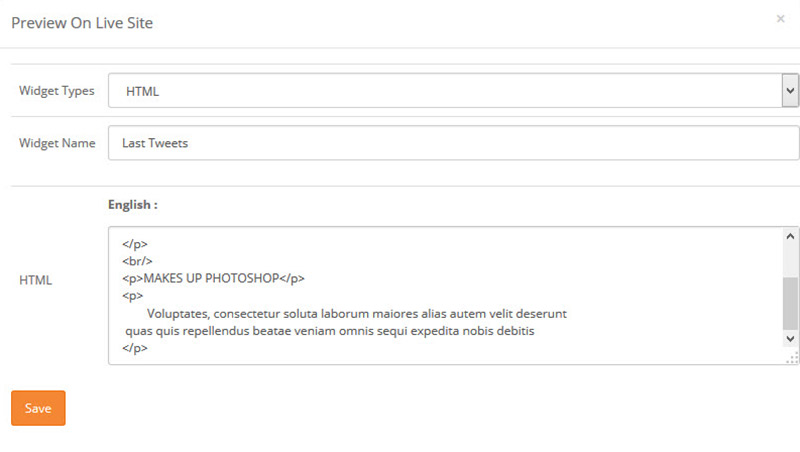 Preview On Live Site ×
Widget Types HTML
Widget Name Last Tweets
English :
HTML
</p>
<br/>
<p>MAKES UP PHOTOSHOP</p>
<p>
Voluptates, consectetur soluta laborum maiores alias autem velit deserunt
quas quis repellendus beatae veniam omnis sequi expedita nobis debitis
</p>
Save